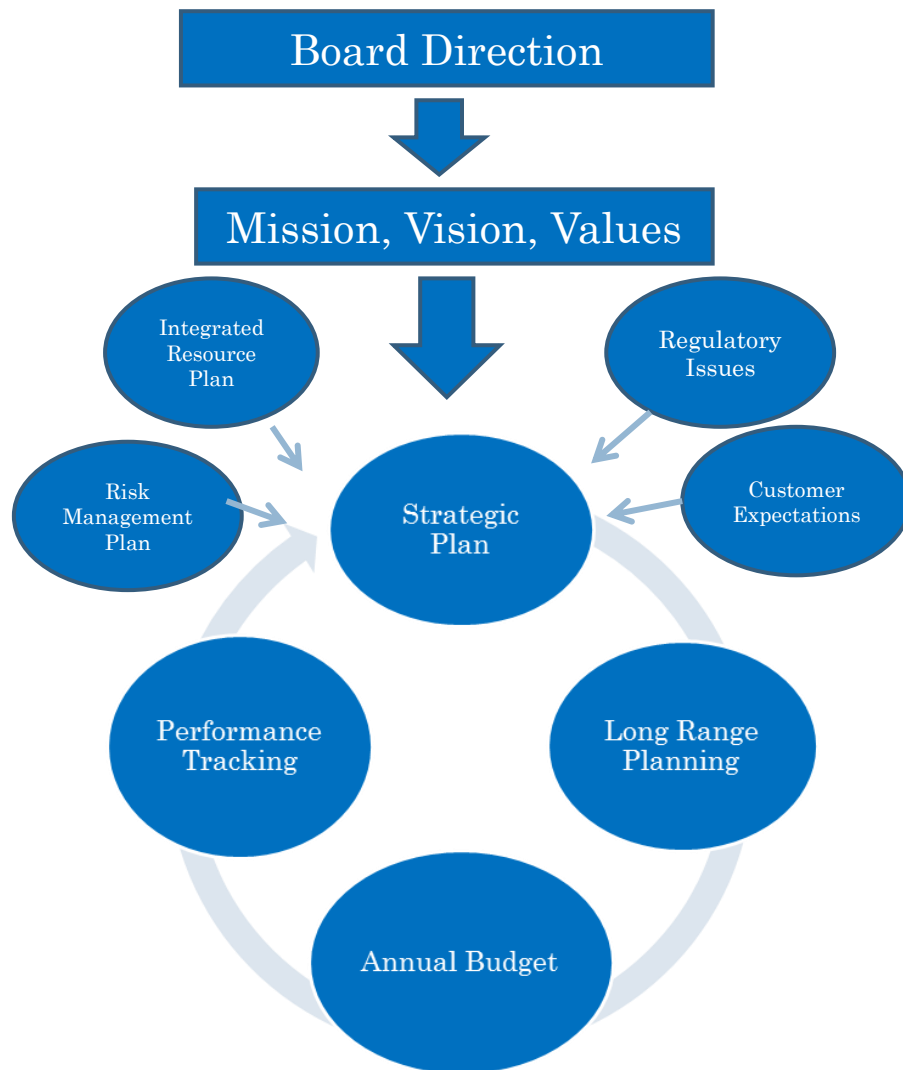 Board Direction
Mission, Vision, Values
Integrated
Resource
Plan
Regulatory
Issues
Risk
Management
Plan
Strategic
Plan
Customer
Expectations
Performance
Tracking
Long Range
Planning
Annual Budget